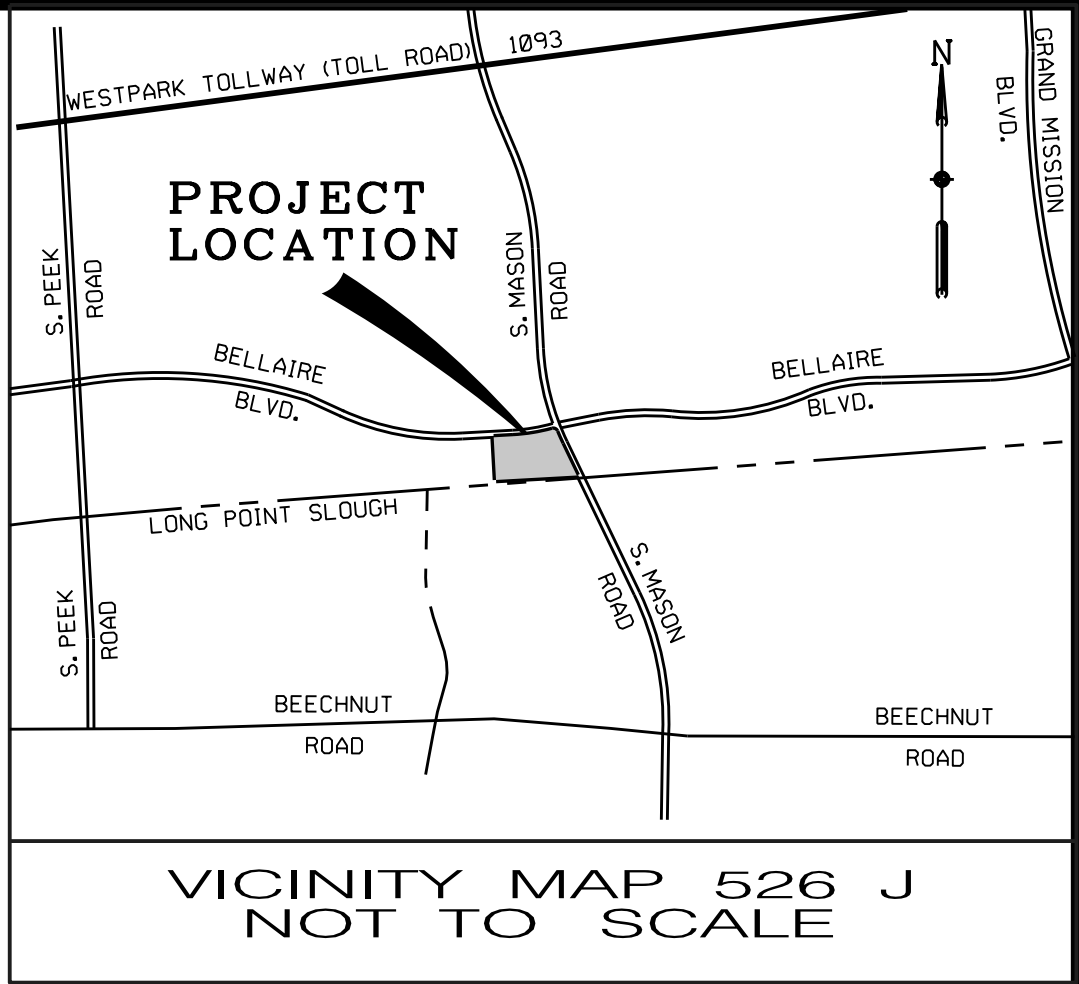 WESTPARK TOLLWAY (TOLL ROAD)
1093
GRAND MISSION
BLVD.
N
PROJECT
LOCATION
S. PEEK
ROAD
S. MASON
ROAD
BELLAIRE
BLVD.
BELLAIRE
BLVD.
LONG POINT SLOUGH
S. MASON
ROAD
S. PEEK
ROAD
BEECHNUT
ROAD
BEECHNUT
ROAD
VICINITY MAP 526 J
NOT TO SCALE